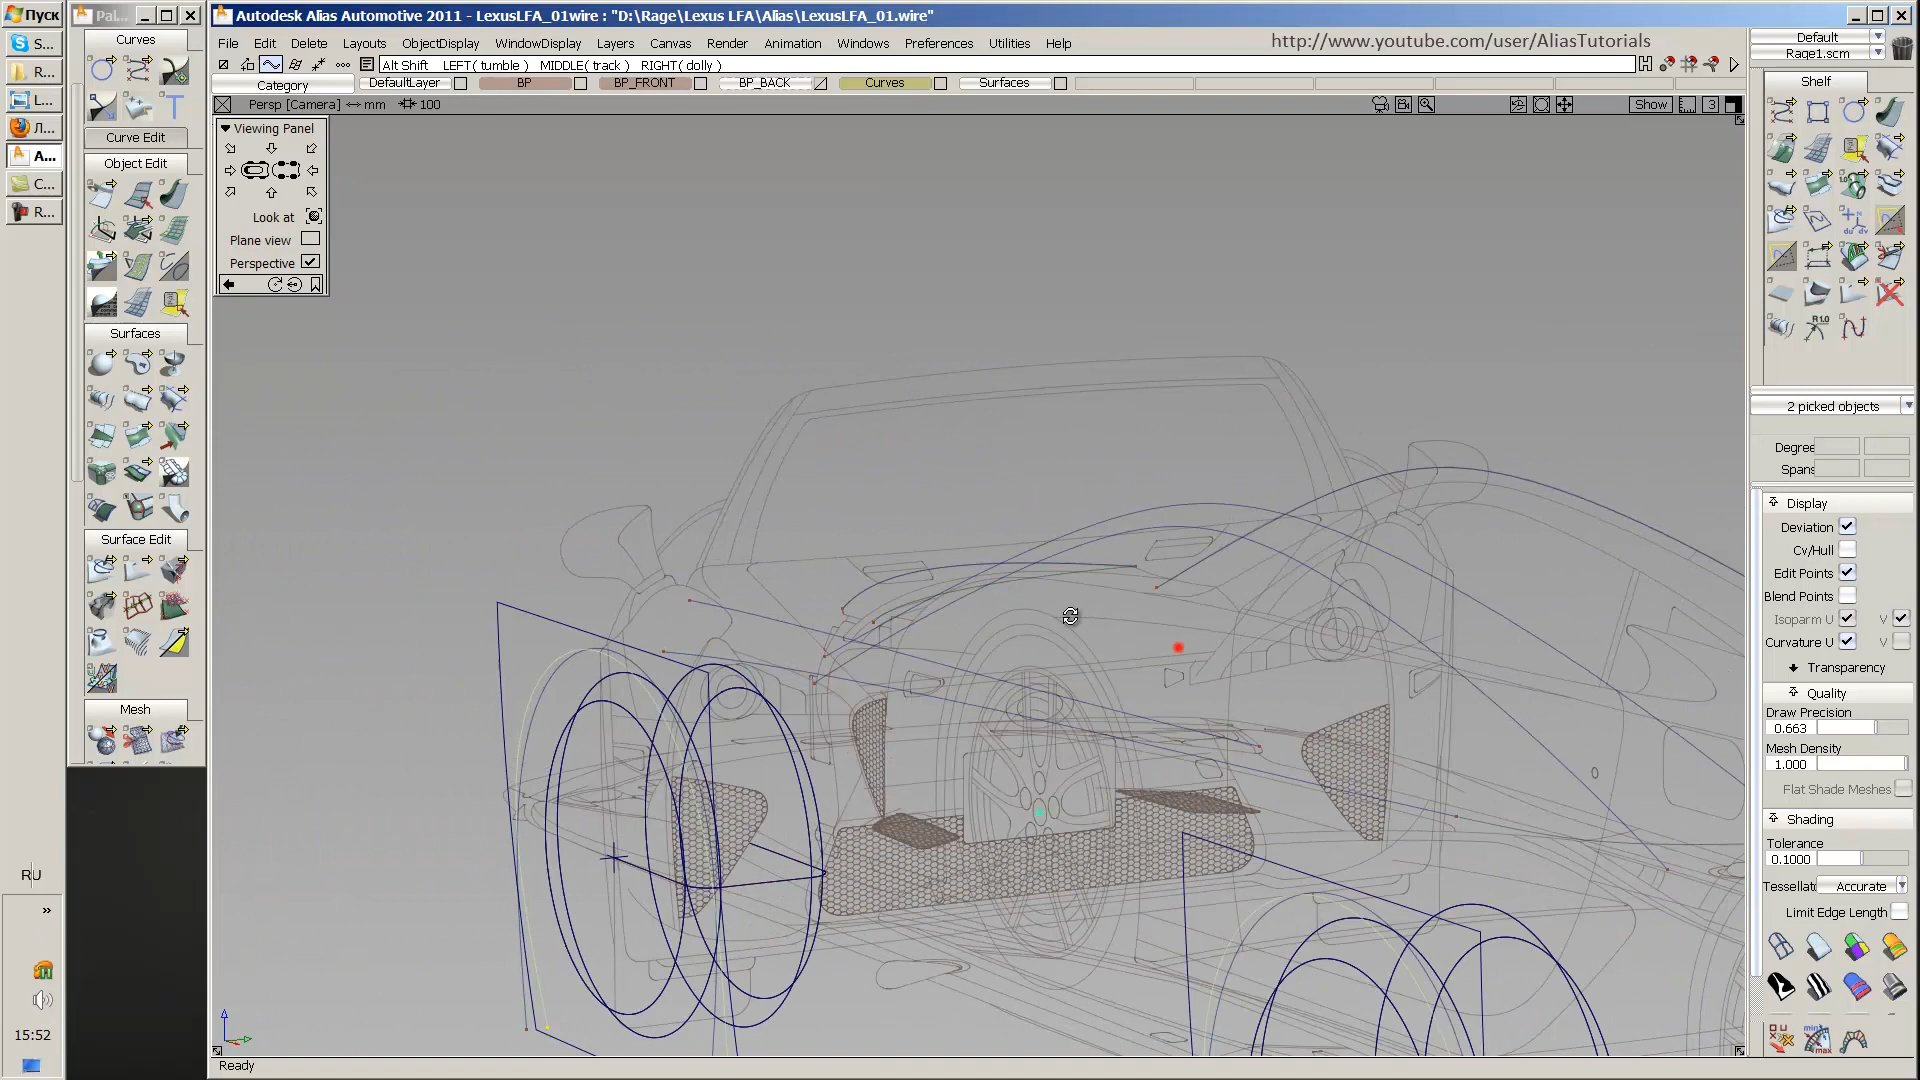 Пуск
S...
R...
L...
Л...
A...
C...
R...
RU
»
15:52
Pal...
Curves
Curve Edit
Object Edit
Surfaces
Surface Edit
Mesh
Autodesk Alias Automotive 2011 - LexusLFA_01wire : "D:\Rage\Lexus LFA\Alias\LexusLFA_01.wire"
File Edit Delete Layouts ObjectDisplay WindowDisplay Layers Canvas Render Animation Windows Preferences Utilities Help
http://www.youtube.com/user/AliasTutorials
Alt Shift LEFT( tumble ) MIDDLE( track ) RIGHT( dolly )
Category DefaultLayer BP BP_FRONT BP_BACK Curves Surfaces
Persp [Camera] mm 100
Show
3
Viewing Panel
Look at
Plane view
Perspective
Ready
Default
Rage1.scm
Shelf
2 picked objects
Degree
Spans
Display
Deviation
Cv/Hull
Edit Points
Blend Points
Isoparm U V
Curvature U V
Transparency
Quality
Draw Precision
0.663
Mesh Density
1.000
Flat Shade Meshes
Shading
Tolerance
0.1000
Tessellat Accurate
Limit Edge Length